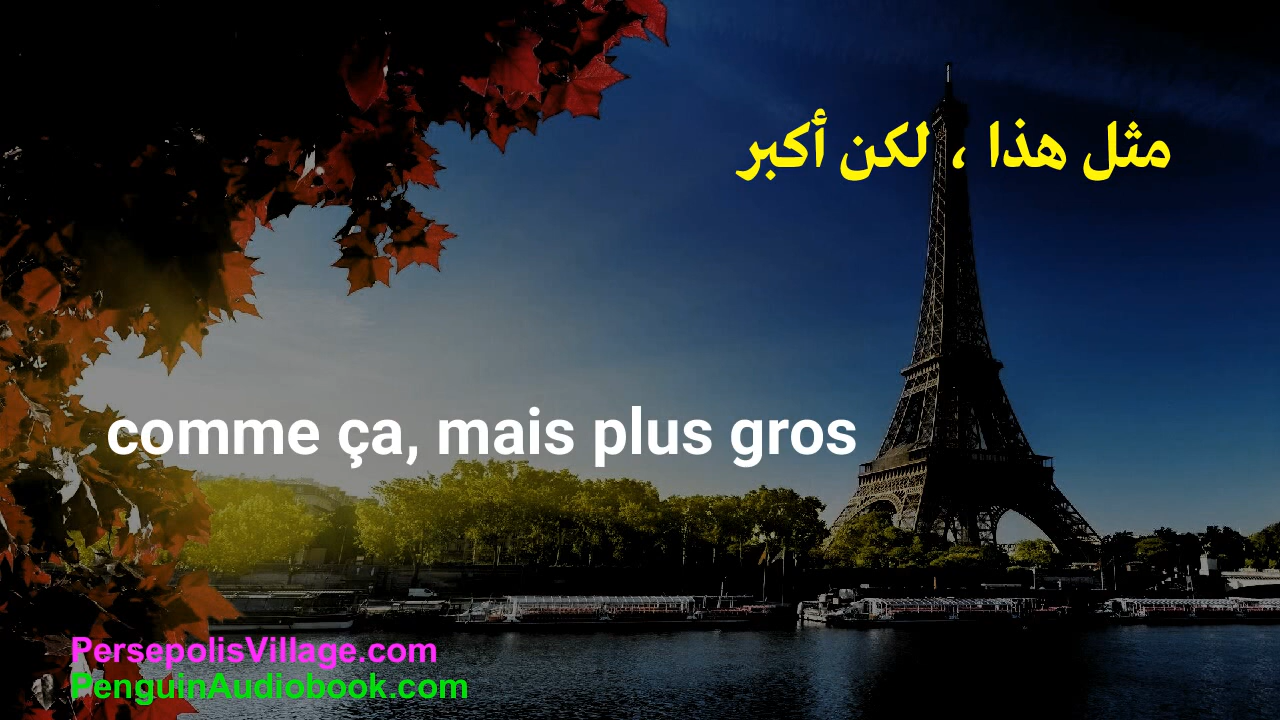 مثل هذا ، لكن أكبر
comme ça, mais plus gros
PersepolisVillage.com
PenguinAudiobook.com